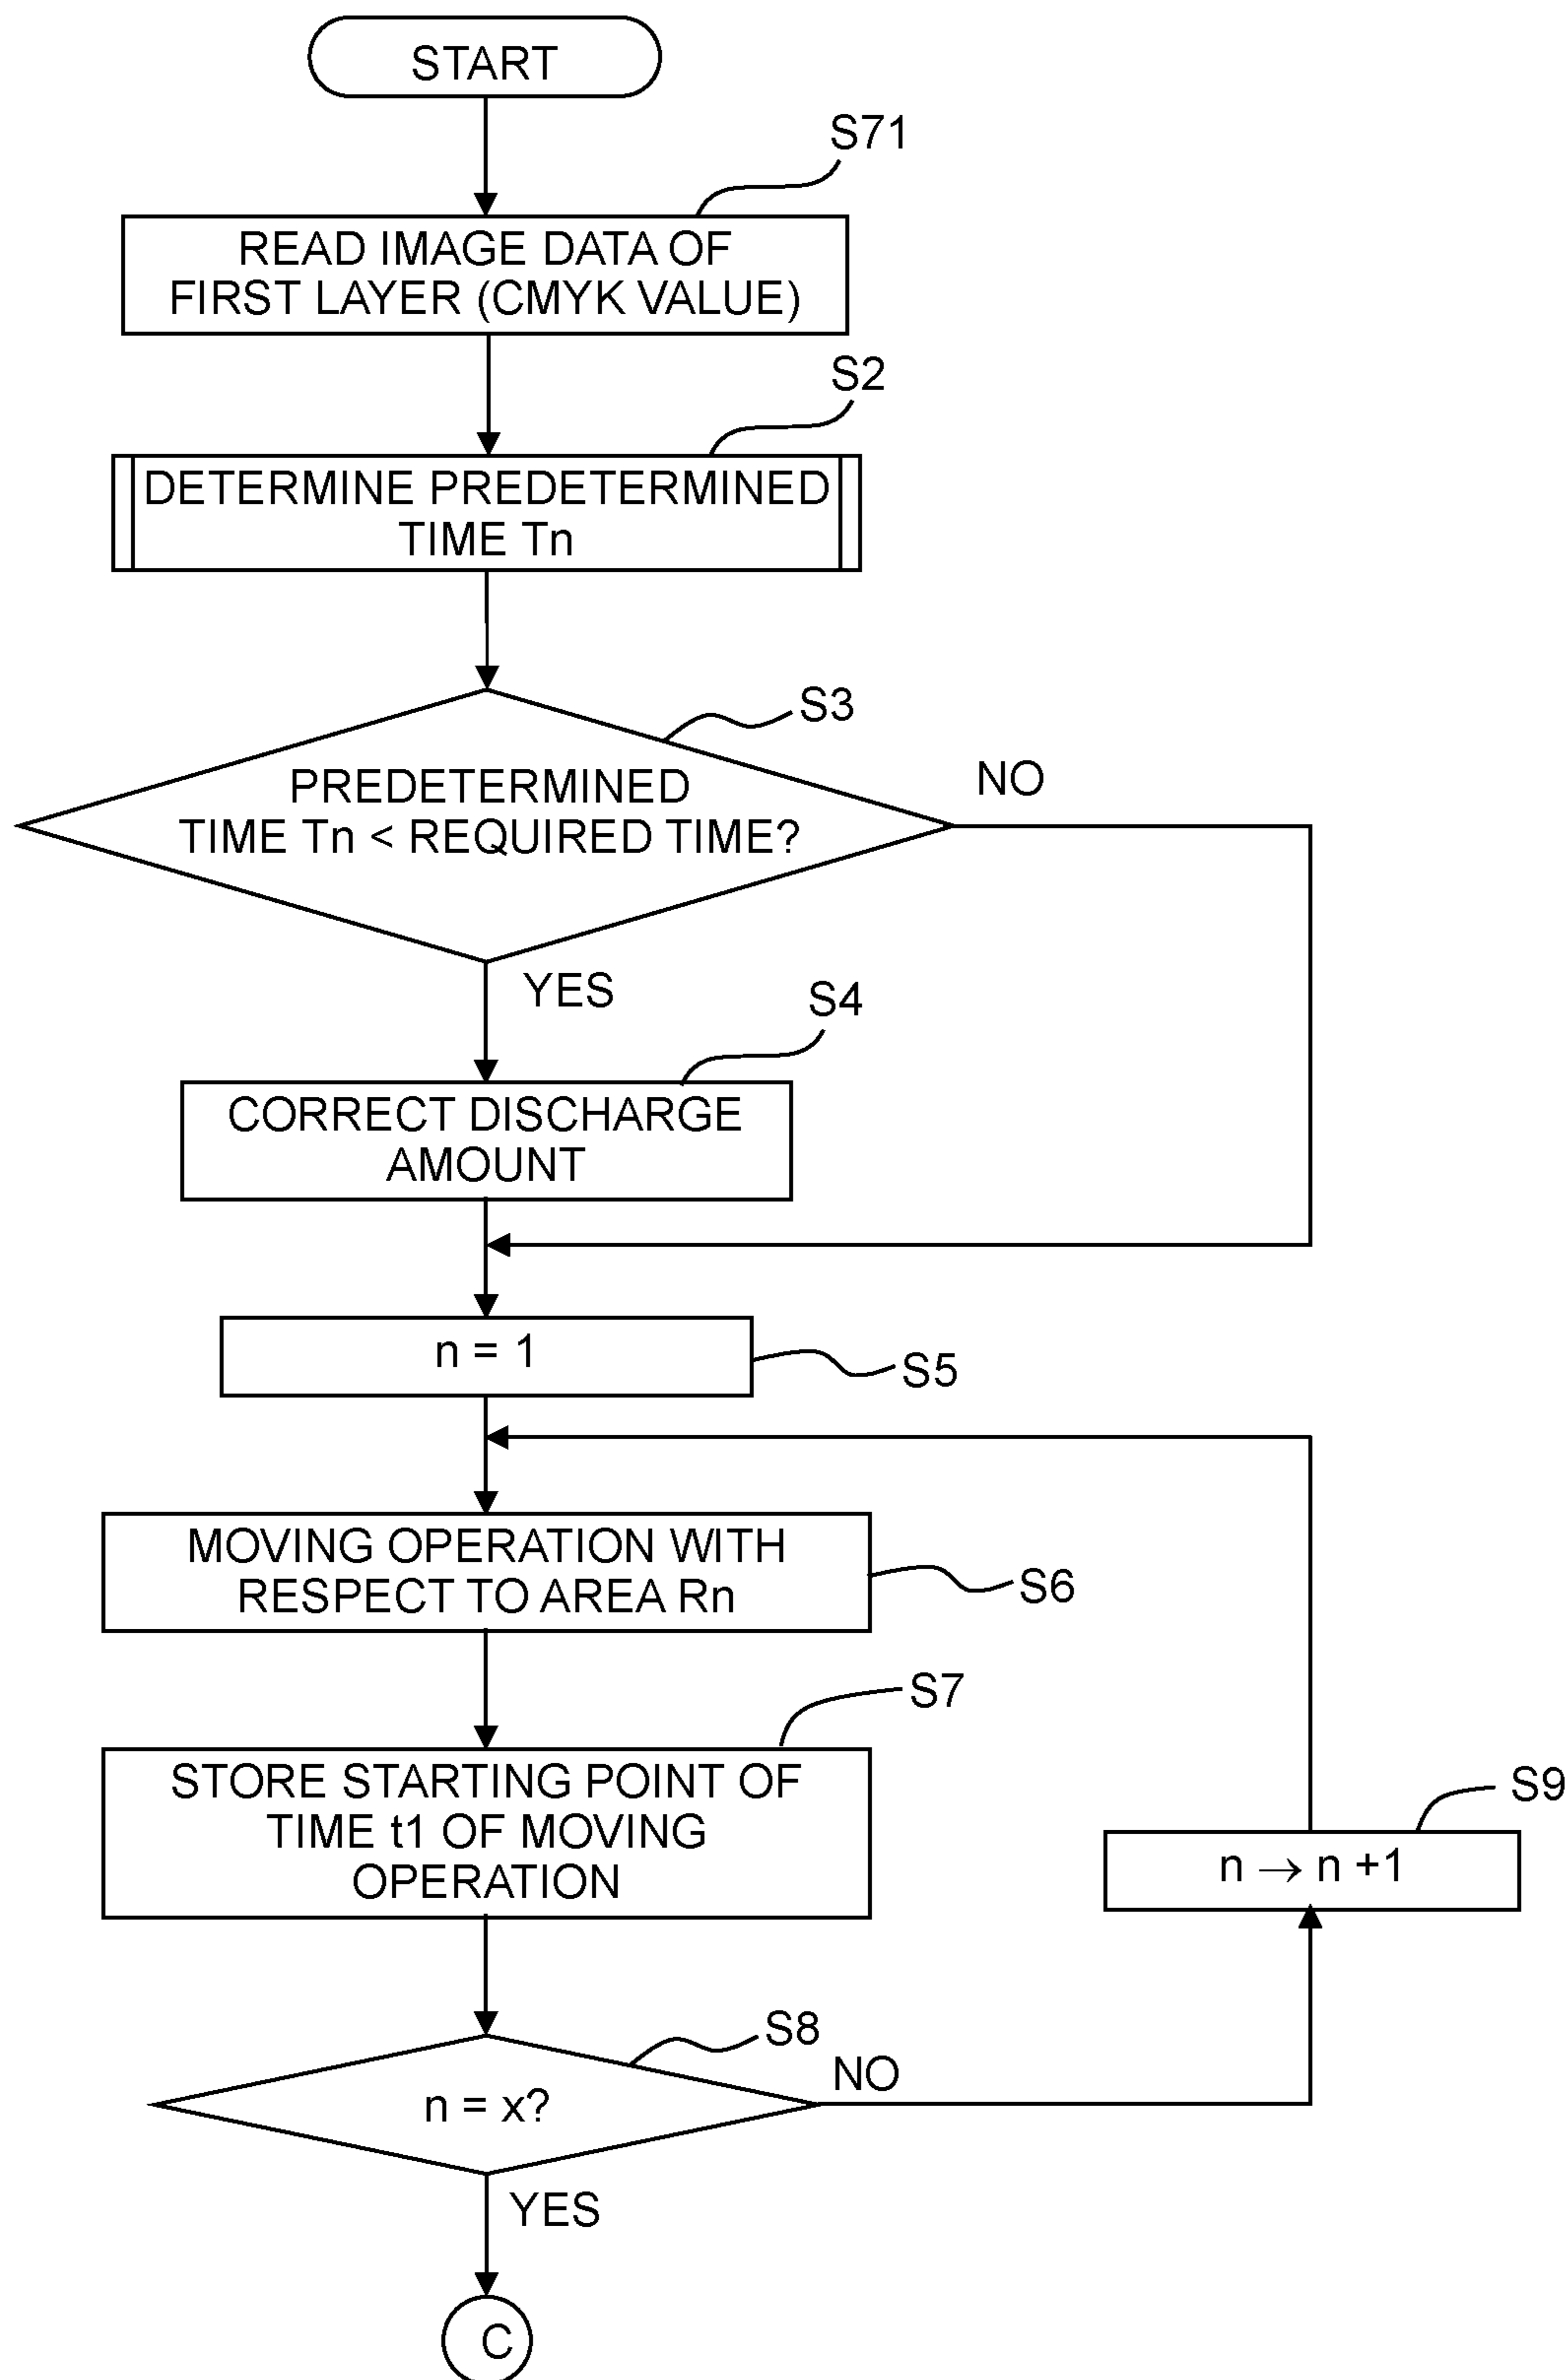 START
S71
READ IMAGE DATA OF
FIRST LAYER (CMYK VALUE)
S2
DETERMINE PREDETERMINED
TIME Tn
S3
PREDETERMINED
TIME Tn < REQUIRED TIME?
NO
YES
S4
CORRECT DISCHARGE
AMOUNT
n = 1
S5
MOVING OPERATION WITH
RESPECT TO AREA Rn
S6
S7
STORE STARTING POINT OF
TIME t1 OF MOVING
OPERATION
S9
n → n +1
S8
n = x?
NO
YES
C